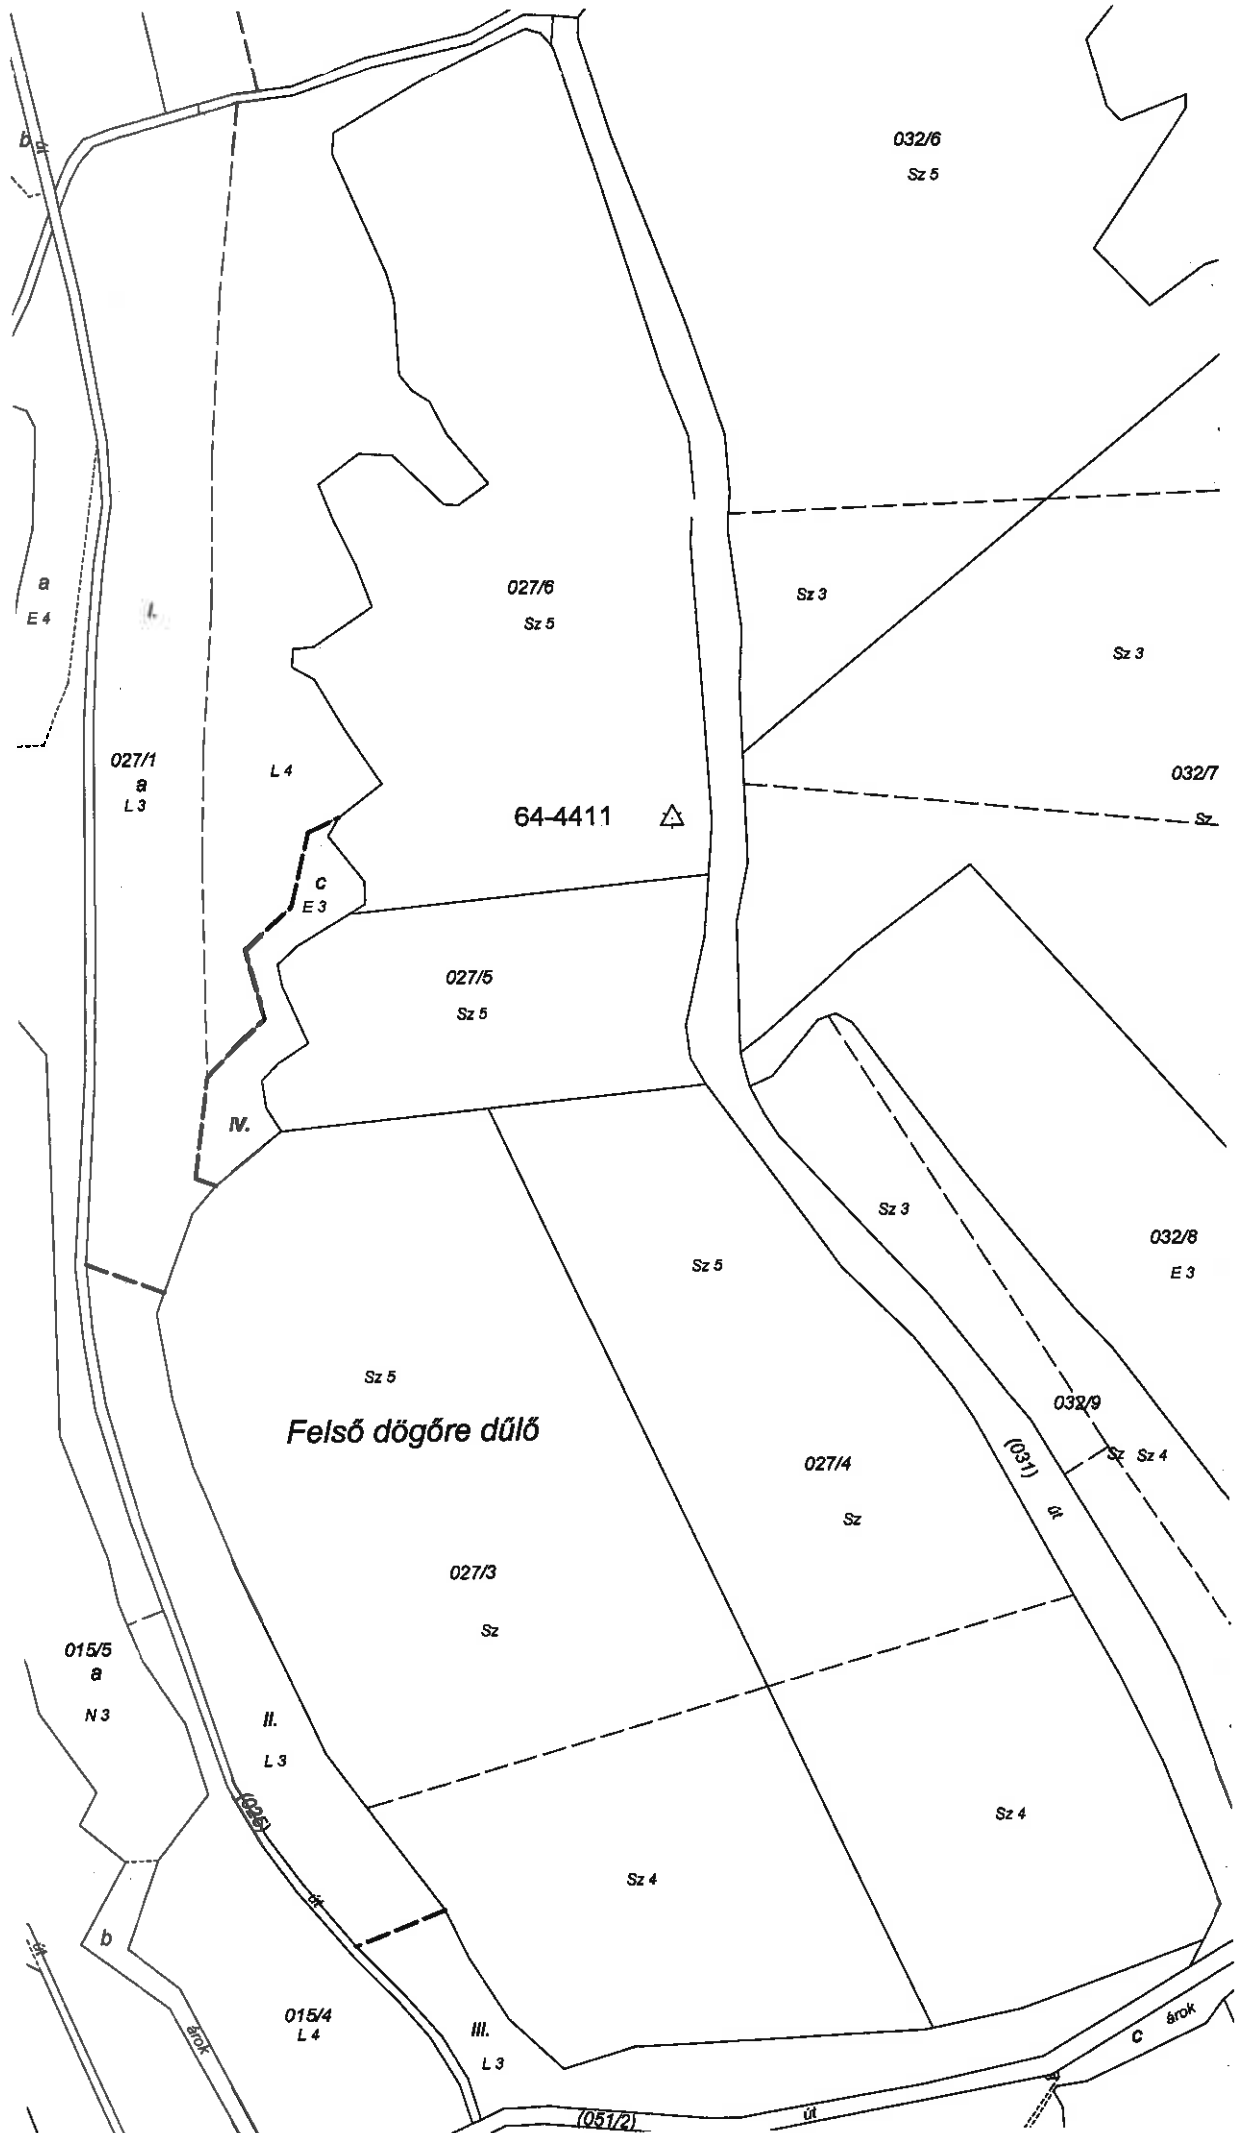 b
út
032/6
Sz 5
a
E 4
I.
027/6
Sz 5
Sz 3
Sz 3
027/1
a
L 3
L 4
032/7
Sz
64-4411
c
E 3
027/5
Sz 5
IV.
Sz 3
032/8
E 3
Sz 5
Sz 5
Felső dögőre dűlő
032/9
Sz Sz 4
(031)
út
027/4
Sz
027/3
Sz
015/5
a
N 3
II.
L 3
(026)
út
Sz 4
Sz 4
b
út
árok
015/4
L 4
III.
L 3
(051/2)
út
c
árok